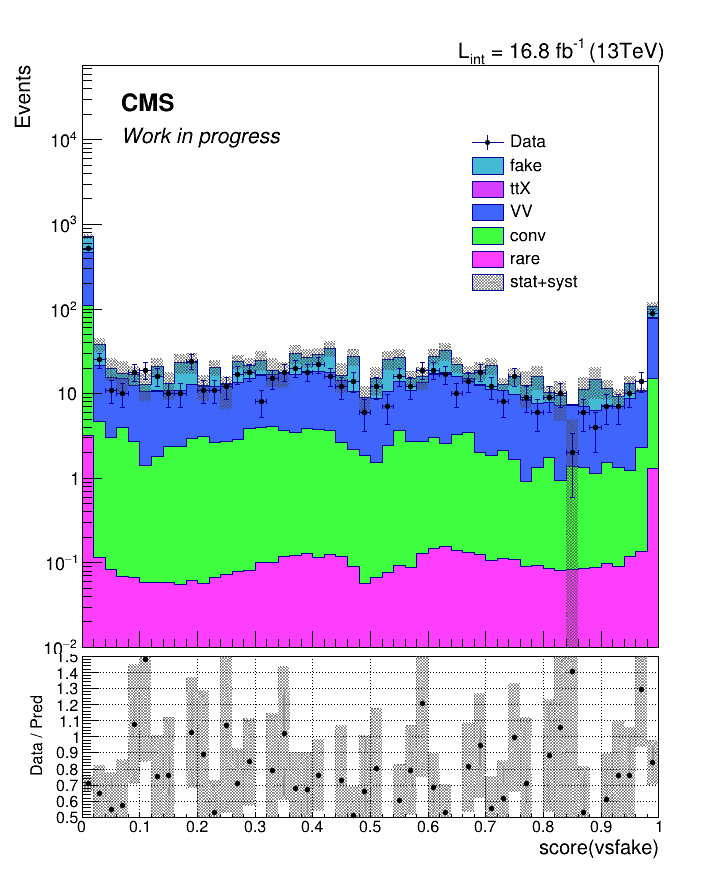 L_int = 16.8 fb⁻¹ (13TeV)
Events
CMS
Work in progress
Data
fake
ttX
VV
conv
rare
stat+syst
10⁴
10³
10²
10
1
10⁻¹
10⁻²
Data / Pred
1.5
1.4
1.3
1.2
1.1
1
0.9
0.8
0.7
0.6
0.5
0 0.1 0.2 0.3 0.4 0.5 0.6 0.7 0.8 0.9 1
score(vsfake)